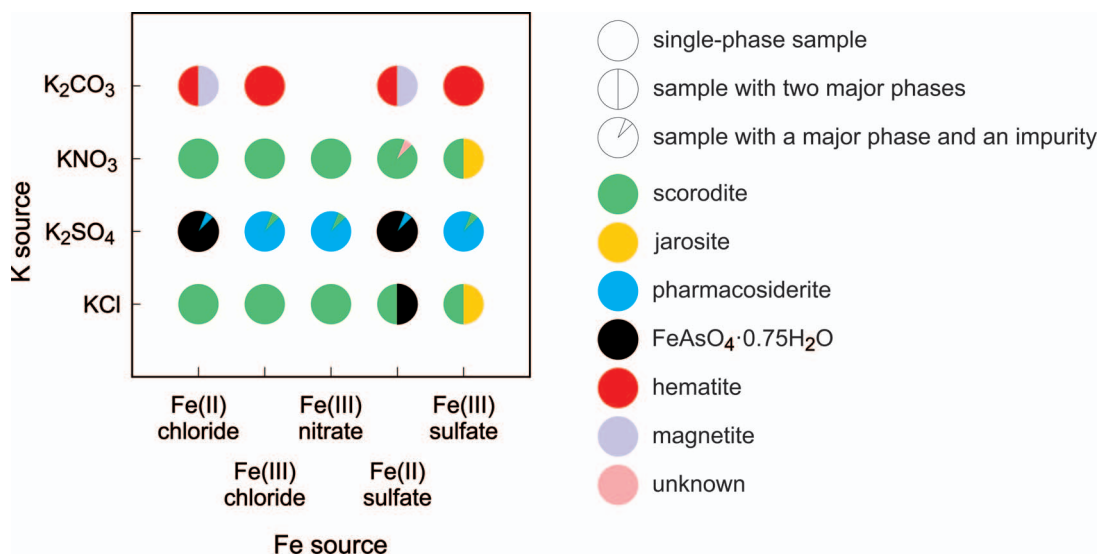 K₂CO₃
KNO₃
K₂SO₄
KCl
K source
Fe(II)
chloride
Fe(III)
chloride
Fe(III)
nitrate
Fe(II)
sulfate
Fe(III)
sulfate
Fe source
single-phase sample
sample with two major phases
sample with a major phase and an impurity
scorodite
jarosite
pharmacosiderite
FeAsO₄·0.75H₂O
hematite
magnetite
unknown